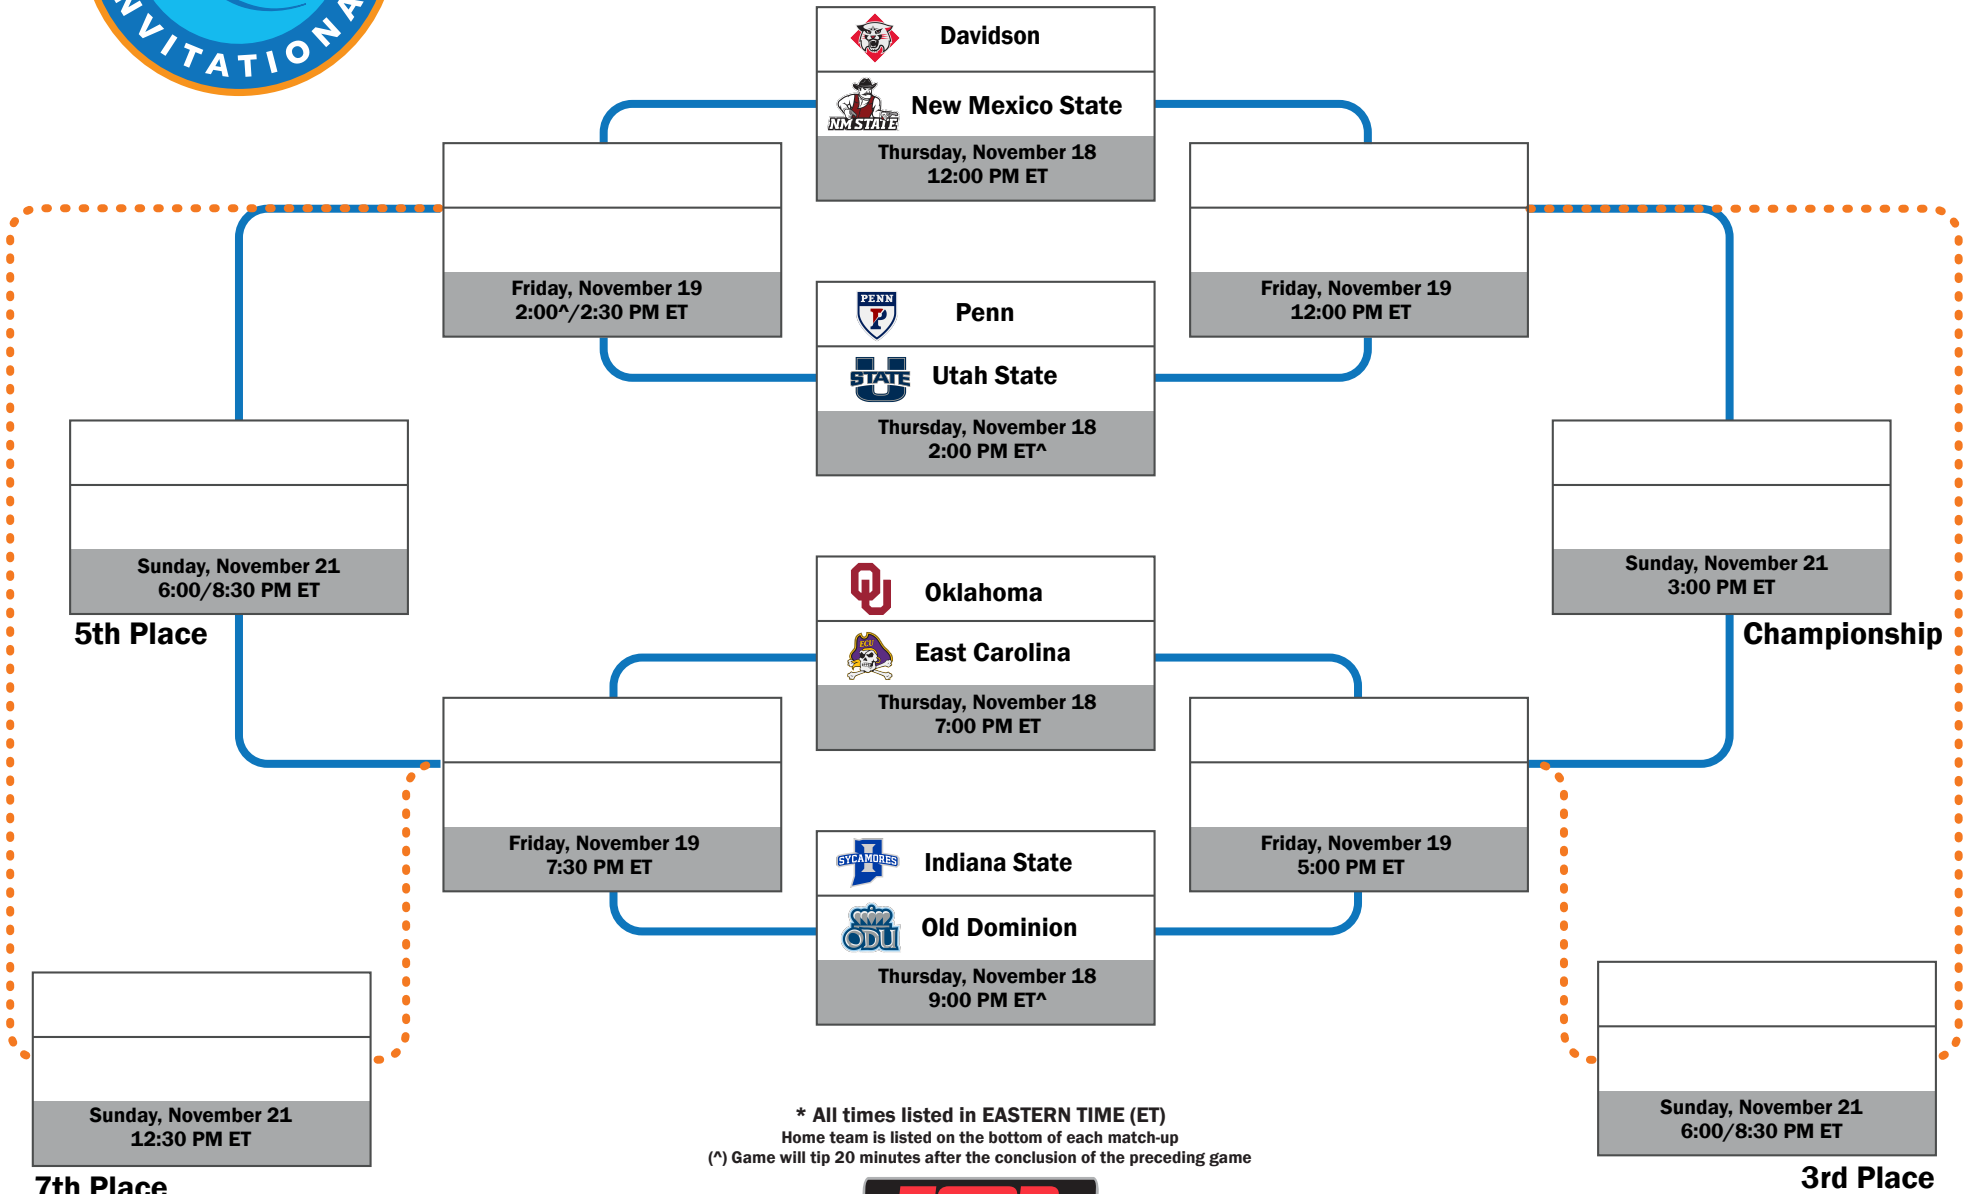 INVITATIONA
Davidson
NM STATE
New Mexico State
Thursday, November 18
12:00 PM ET
Friday, November 19
2:00^/2:30 PM ET
Friday, November 19
12:00 PM ET
PENN
P
Penn
U
STATE
Utah State
Thursday, November 18
2:00 PM ET^
Sunday, November 21
6:00/8:30 PM ET
5th Place
Sunday, November 21
3:00 PM ET
Championship
OU
Oklahoma
ECU
East Carolina
Thursday, November 18
7:00 PM ET
Friday, November 19
7:30 PM ET
Friday, November 19
5:00 PM ET
I
SYCAMORES
Indiana State
ODU
Old Dominion
Thursday, November 18
9:00 PM ET^
Sunday, November 21
12:30 PM ET
7th Place
Sunday, November 21
6:00/8:30 PM ET
3rd Place
* All times listed in EASTERN TIME (ET)
Home team is listed on the bottom of each match-up
(^) Game will tip 20 minutes after the conclusion of the preceding game